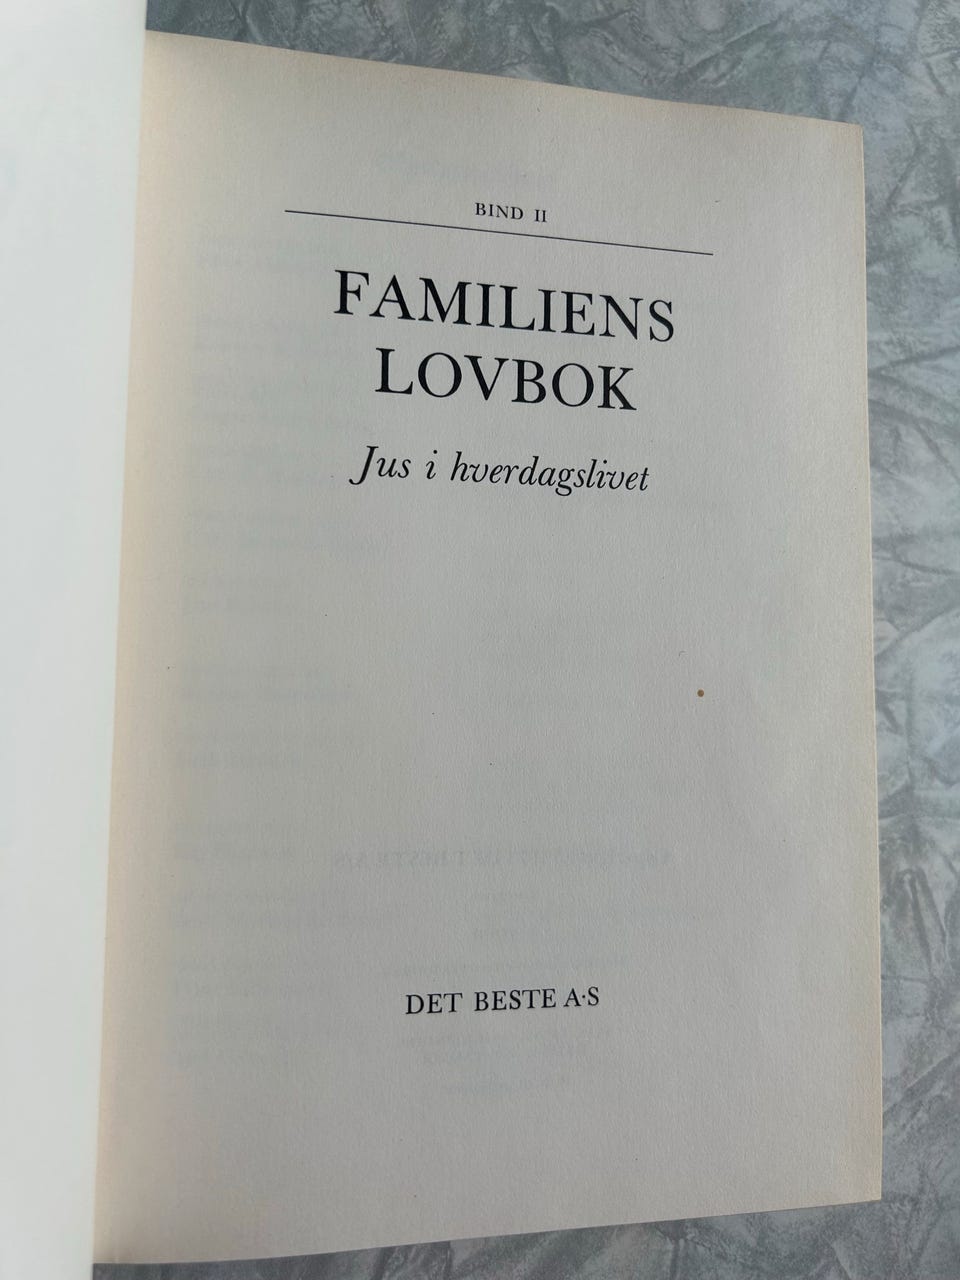 BIND II
FAMILIENS
LOVBOK
Jus i hverdagslivet
DET BESTE A·S